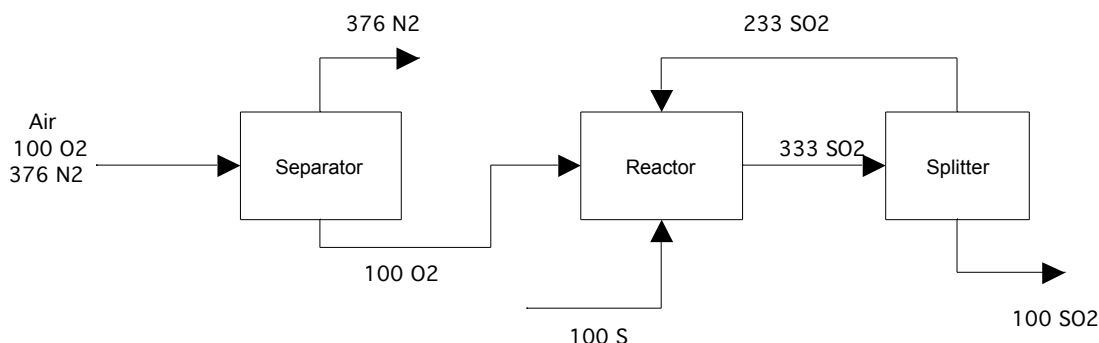 376 N2
233 SO2
Air
100 O2
376 N2
Separator
Reactor
333 SO2
Splitter
100 O2
100 SO2
100 S